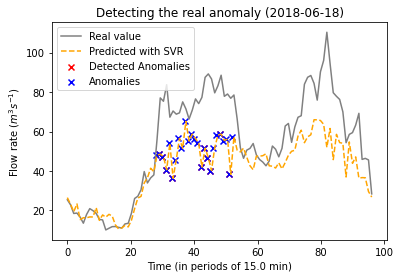 Detecting the real anomaly (2018-06-18)
Real value
Predicted with SVR
Detected Anomalies
Anomalies
Flow rate (m³s⁻¹)
100
80
60
40
20
0 20 40 60 80 100
Time (in periods of 15.0 min)